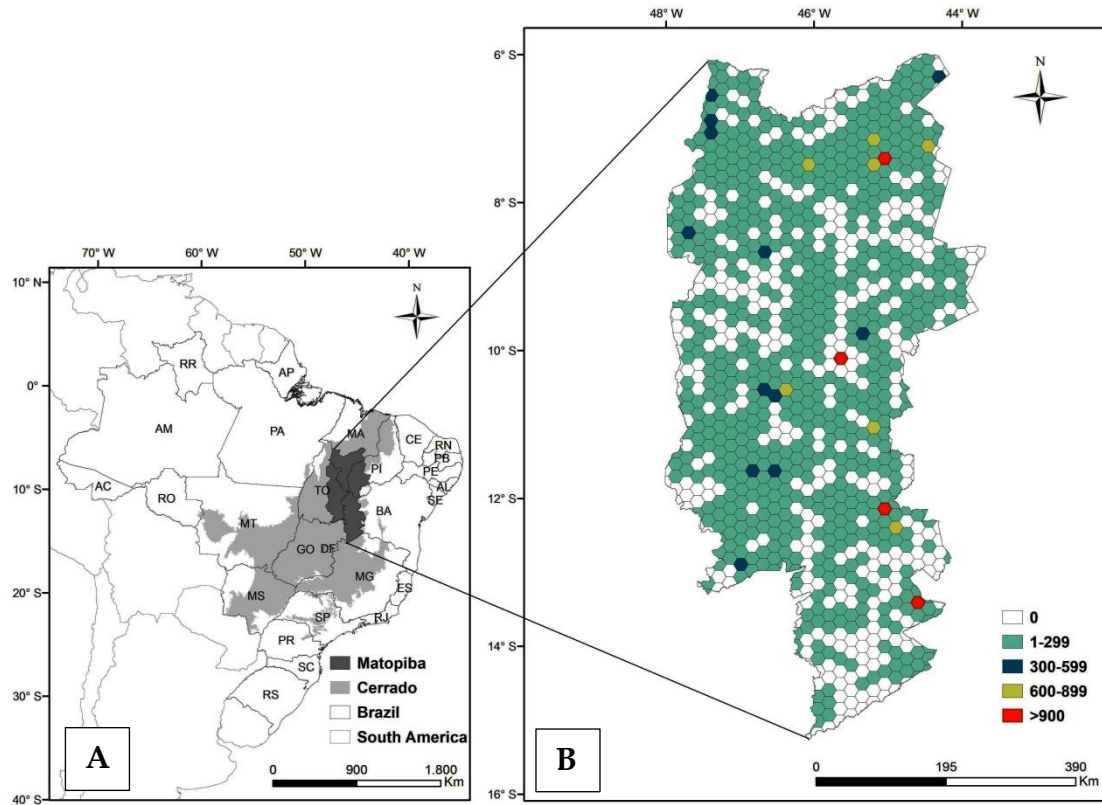 48° W 46° W 44° W
6° S
N
8° S
10° S
12° S
14° S
0
1-299
300-599
600-899
>900
0 195 390
Km
B
70° W 60° W 50° W 40° W
10° N
0°
10° S
20° S
30° S
40° S
N
RR
AP
AM
PA
MA
CE
RN
PB
PE
AL
SE
PI
TO
AC
RO
BA
MT
GO
DF
MG
ES
MS
SP
RJ
PR
SC
RS
Matopiba
Cerrado
Brazil
South America
0 900 1.800
Km
A